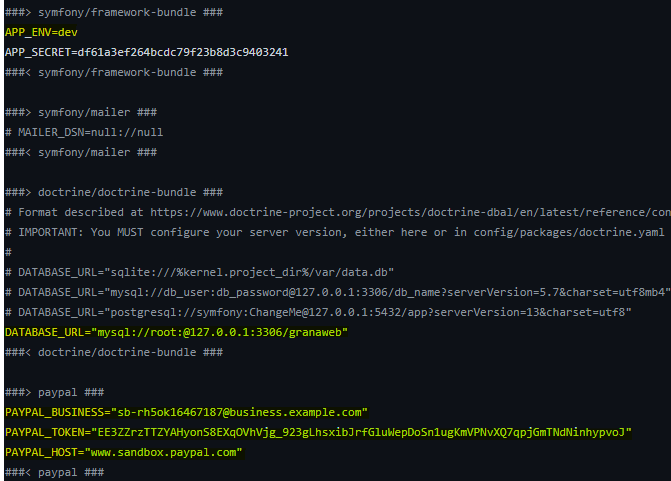 ###> symfony/framework-bundle ###
APP_ENV=dev
APP_SECRET=df61a3ef264bcdc79f23b8d3c9403241
###< symfony/framework-bundle ###
###> symfony/mailer ###
# MAILER_DSN=null://null
###< symfony/mailer ###
###> doctrine/doctrine-bundle ###
# Format described at https://www.doctrine-project.org/projects/doctrine-dbal/en/latest/reference/con
# IMPORTANT: You MUST configure your server version, either here or in config/packages/doctrine.yaml
#
# DATABASE_URL="sqlite:///%kernel.project_dir%/var/data.db"
# DATABASE_URL="mysql://db_user:db_password@127.0.0.1:3306/db_name?serverVersion=5.7&charset=utf8mb4"
# DATABASE_URL="postgresql://symfony:ChangeMe@127.0.0.1:5432/app?serverVersion=13&charset=utf8"
DATABASE_URL="mysql://root:@127.0.0.1:3306/granaweb"
###< doctrine/doctrine-bundle ###
###> paypal ###
PAYPAL_BUSINESS="sb-rh5ok16467187@business.example.com"
PAYPAL_TOKEN="EE3ZZrzTTZYAHyonS8EXqOVhVjg_923gLhsxibJrfGluWepDoSn1ugKmVPNvXQ7qpjGmTNdNinhypvoJ"
PAYPAL_HOST="www.sandbox.paypal.com"
###< paypal ###